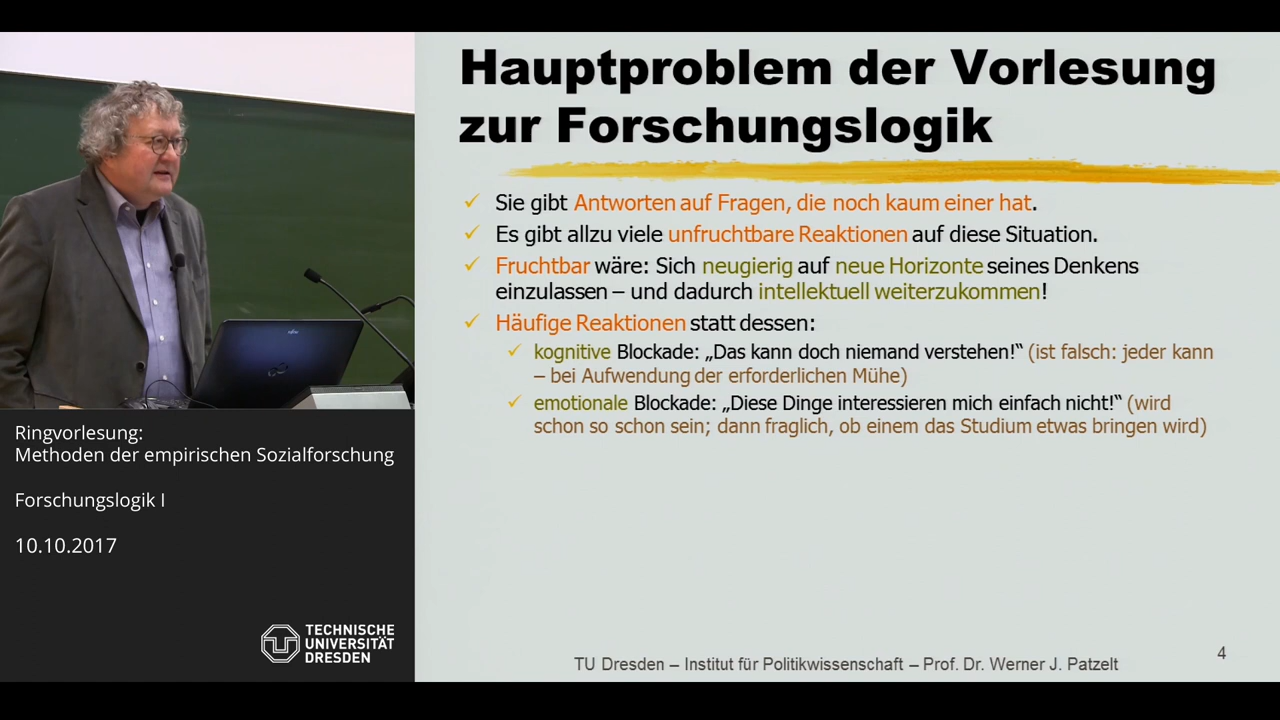 Hauptproblem der Vorlesung
zur Forschungslogik
Sie gibt Antworten auf Fragen, die noch kaum einer hat.
Es gibt allzu viele unfruchtbare Reaktionen auf diese Situation.
Fruchtbar wäre: Sich neugierig auf neue Horizonte seines Denkens
einzulassen – und dadurch intellektuell weiterzukommen!
Häufige Reaktionen statt dessen:
kognitive Blockade: „Das kann doch niemand verstehen!“ (ist falsch: jeder kann
– bei Aufwendung der erforderlichen Mühe)
emotionale Blockade: „Diese Dinge interessieren mich einfach nicht!“ (wird
schon so schon sein; dann fraglich, ob einem das Studium etwas bringen wird)
TU Dresden – Institut für Politikwissenschaft – Prof. Dr. Werner J. Patzelt
4
Ringvorlesung:
Methoden der empirischen Sozialforschung
Forschungslogik I
10.10.2017
TECHNISCHE
UNIVERSITÄT
DRESDEN